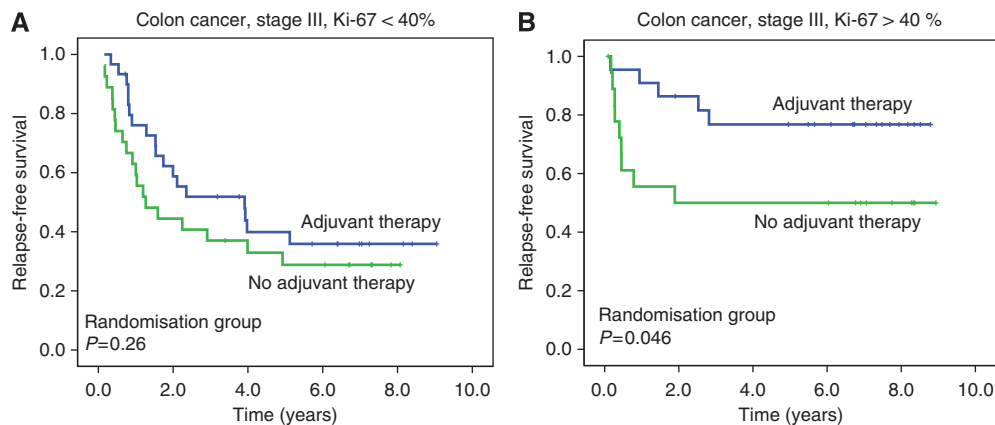 A
Colon cancer, stage III, Ki-67 < 40%
Relapse-free survival
1.0
0.8
0.6
0.4
0.2
0.0
Adjuvant therapy
No adjuvant therapy
Randomisation group
P=0.26
0.0 2.0 4.0 6.0 8.0 10.0
Time (years)
B
Colon cancer, stage III, Ki-67 > 40 %
Relapse-free survival
1.0
0.8
0.6
0.4
0.2
0.0
Adjuvant therapy
No adjuvant therapy
Randomisation group
P=0.046
0.0 2.0 4.0 6.0 8.0 10.0
Time (years)